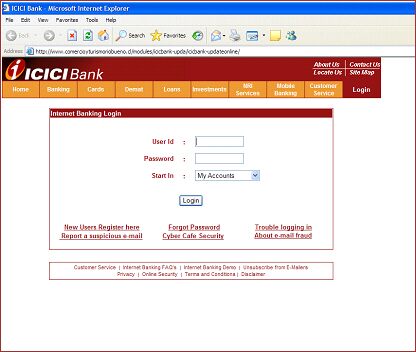 ICICI Bank - Microsoft Internet Explorer
File Edit View Favorites Tools Help
Back Search Favorites
Address http://www.comercioyturismoriobueno.cl/modules/icicibank-upda/icicibank-updateonline/
ICICI Bank
About Us | Contact Us
Locate Us | Site Map
Home Banking Cards Demat Loans Investments NRI Services Mobile Banking Customer Service Login
Internet Banking Login
User Id :
Password :
Start In : My Accounts
Login
New Users Register here Forgot Password Trouble logging in
Report a suspicious e-mail Cyber Cafe Security About e-mail fraud
Customer Service | Internet Banking FAQ's | Internet Banking Demo | Unsubscribe from E-Mailers
Privacy | Online Security | Terms and Conditions | Disclaimer